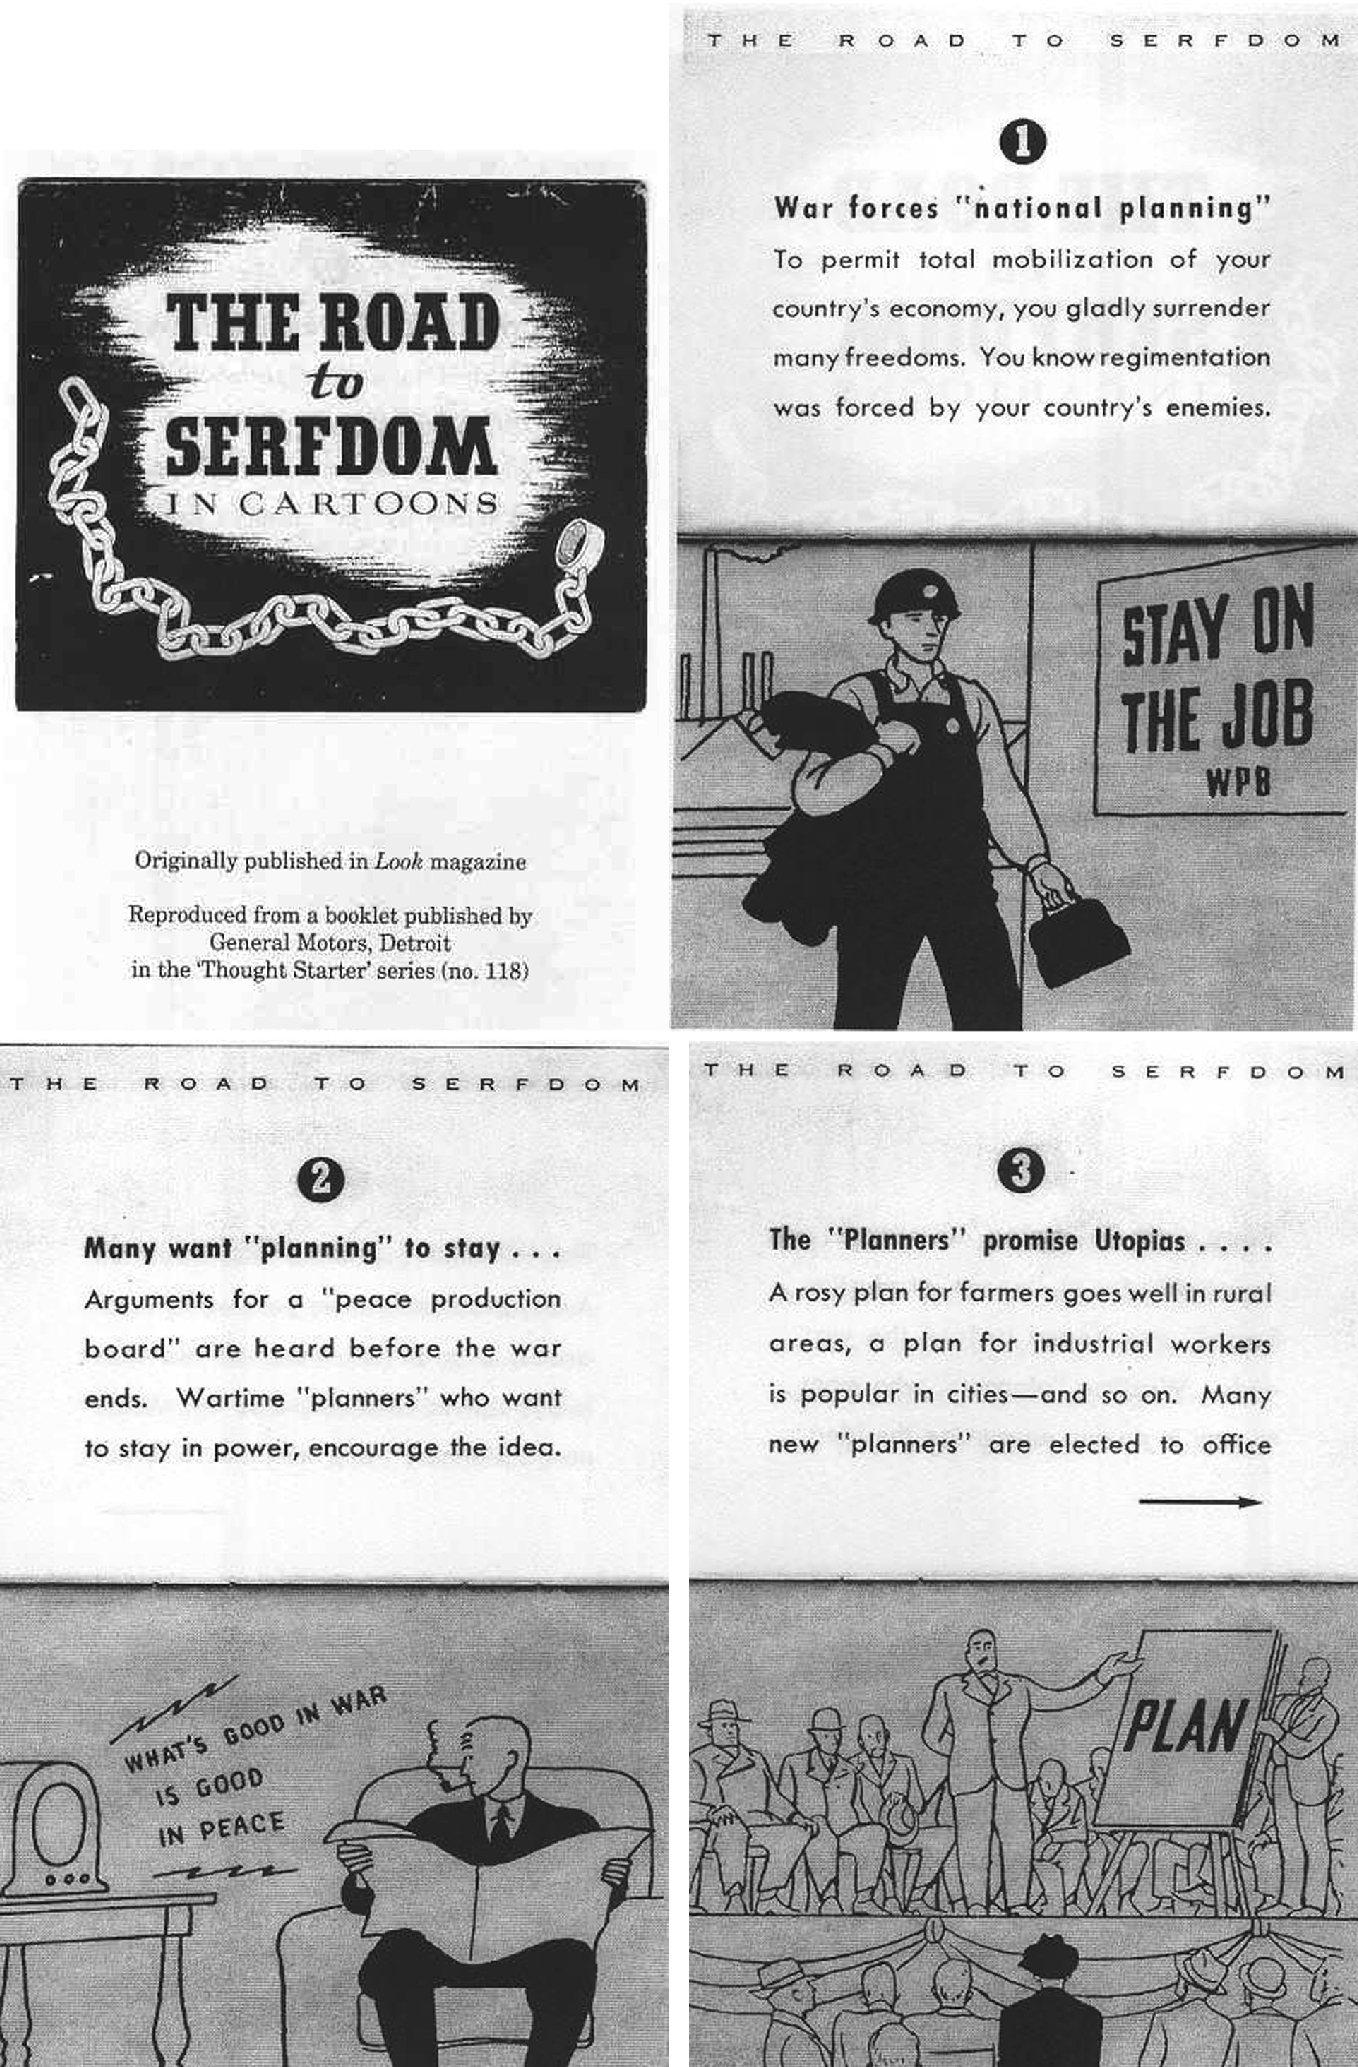 THE ROAD
to
SERFDOM
IN CARTOONS
Originally published in Look magazine
Reproduced from a booklet published by
General Motors, Detroit
in the 'Thought Starter' series (no. 118)
THE ROAD TO SERFDOM
1
War forces "national planning"
To permit total mobilization of your
country's economy, you gladly surrender
many freedoms. You know regimentation
was forced by your country's enemies.
STAY ON
THE JOB
WPB
THE ROAD TO SERFDOM
2
Many want "planning" to stay . . .
Arguments for a "peace production
board" are heard before the war
ends. Wartime "planners" who want
to stay in power, encourage the idea.
WHAT'S GOOD IN WAR
IS GOOD
IN PEACE
THE ROAD TO SERFDOM
3
The "Planners" promise Utopias . . . .
A rosy plan for farmers goes well in rural
areas, a plan for industrial workers
is popular in cities—and so on. Many
new "planners" are elected to office
PLAN